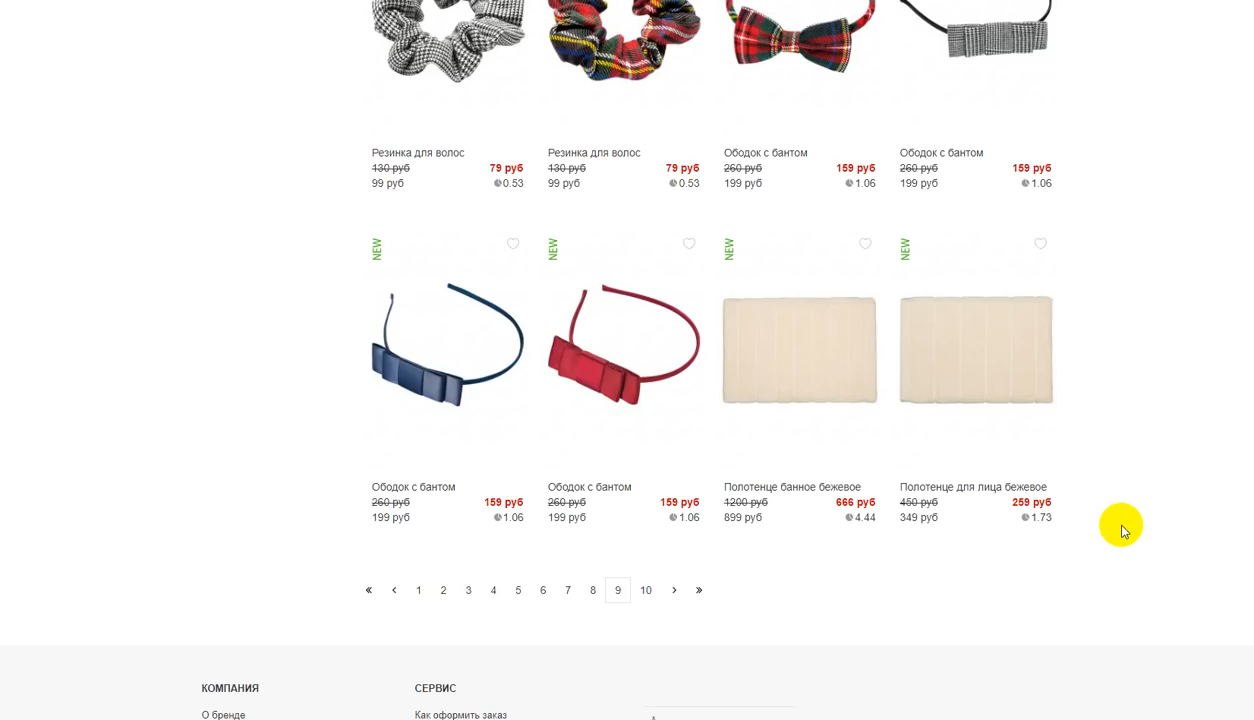 Резинка для волос
130 руб 79 руб
99 руб 0.53
Резинка для волос
130 руб 79 руб
99 руб 0.53
Ободок с бантом
260 руб 159 руб
199 руб 1.06
Ободок с бантом
260 руб 159 руб
199 руб 1.06
NEW
Ободок с бантом
260 руб 159 руб
199 руб 1.06
NEW
Ободок с бантом
260 руб 159 руб
199 руб 1.06
NEW
Полотенце банное бежевое
1200 руб 666 руб
899 руб 4.44
NEW
Полотенце для лица бежевое
450 руб 259 руб
349 руб 1.73
« ‹ 1 2 3 4 5 6 7 8 9 10 › »
КОМПАНИЯ
О бренде
СЕРВИС
Как оформить заказ